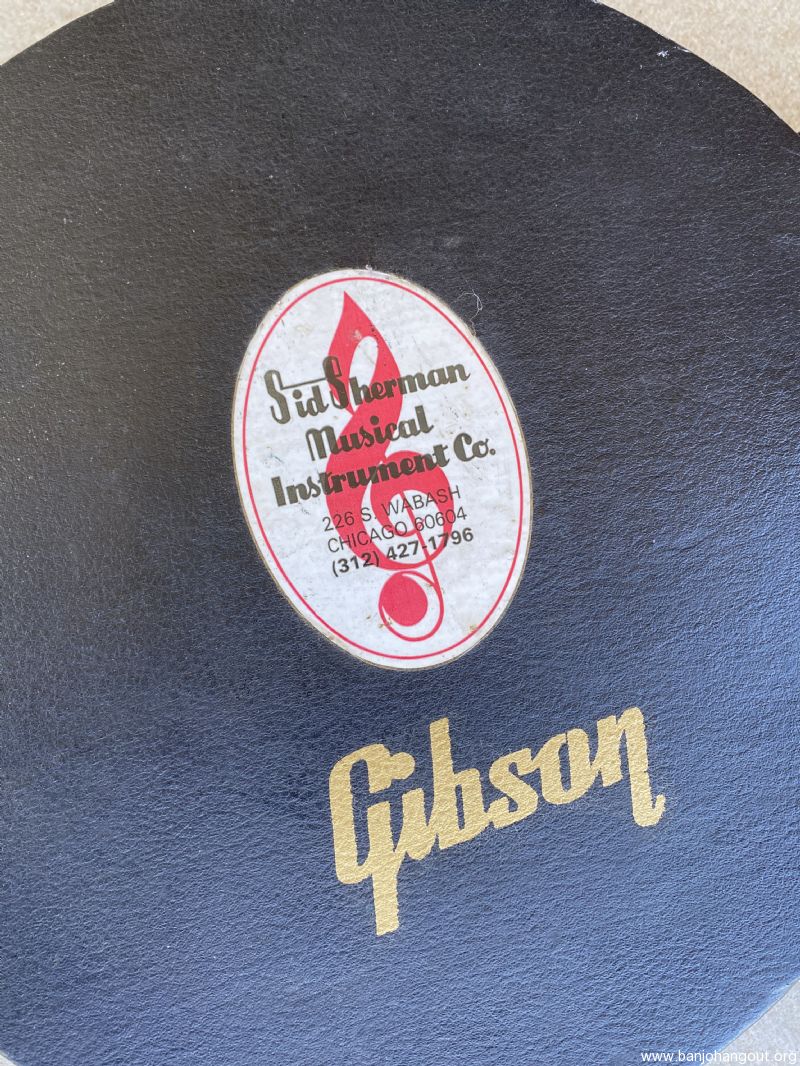 Sid Sherman
Musical
Instrument Co.
226 S. WABASH
CHICAGO 60604
(312) 427-1796
Gibson
www.banjohangout.org